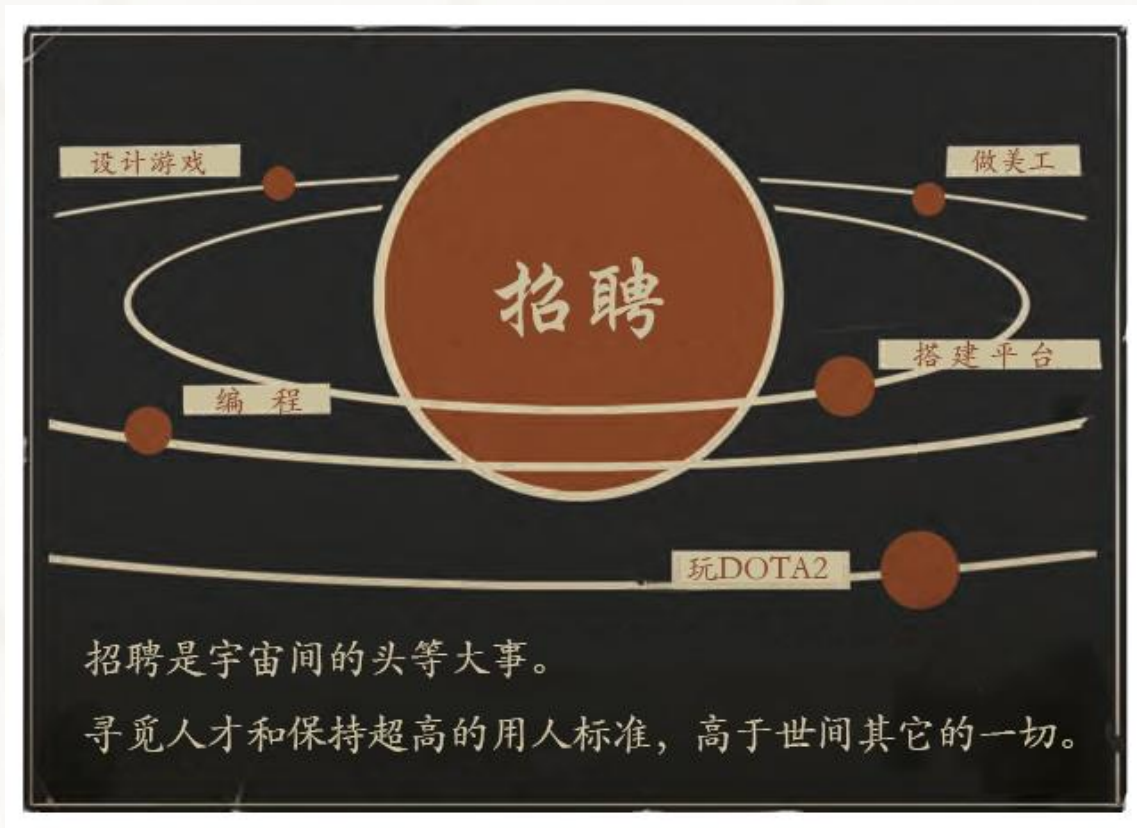 设计游戏
做美工
招聘
搭建平台
编程
玩DOTA2
招聘是宇宙间的头等大事。
寻觅人才和保持超高的用人标准，高于世间其它的一切。